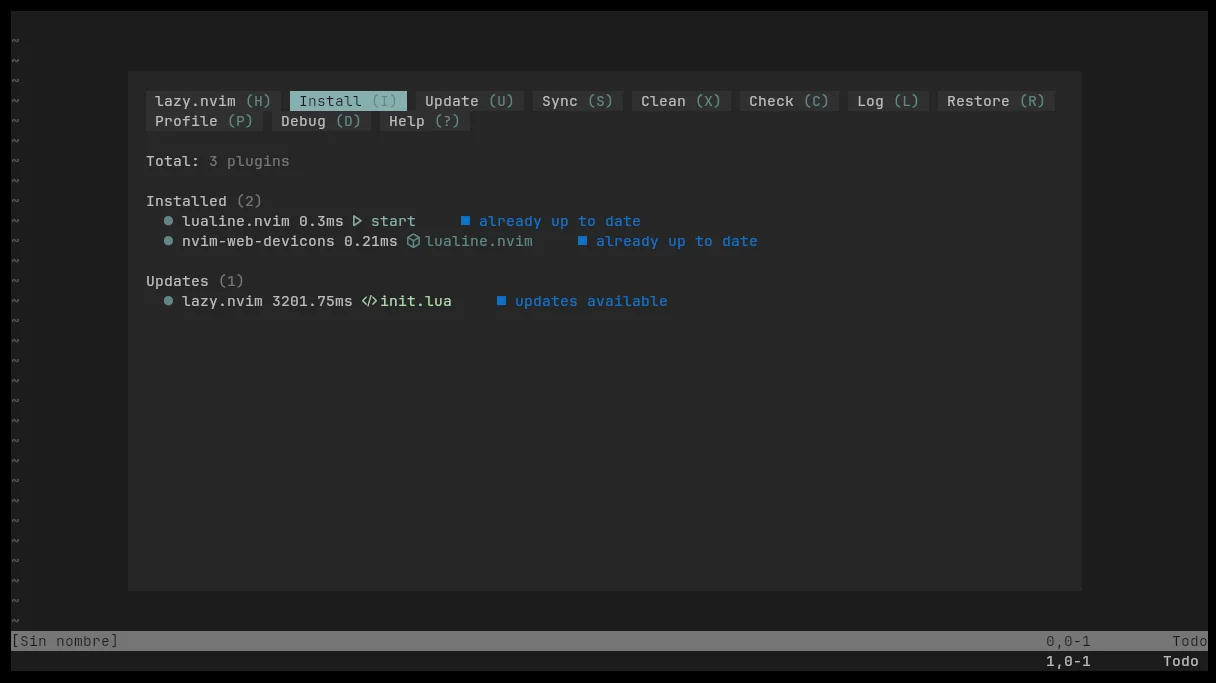 lazy.nvim (H) Install (I) Update (U) Sync (S) Clean (X) Check (C) Log (L) Restore (R)
Profile (P) Debug (D) Help (?)
Total: 3 plugins
Installed (2)
● lualine.nvim 0.3ms ▷ start ■ already up to date
● nvim-web-devicons 0.21ms lualine.nvim ■ already up to date
Updates (1)
● lazy.nvim 3201.75ms </> init.lua ■ updates available
[Sin nombre] 0,0-1 Todo
1,0-1 Todo